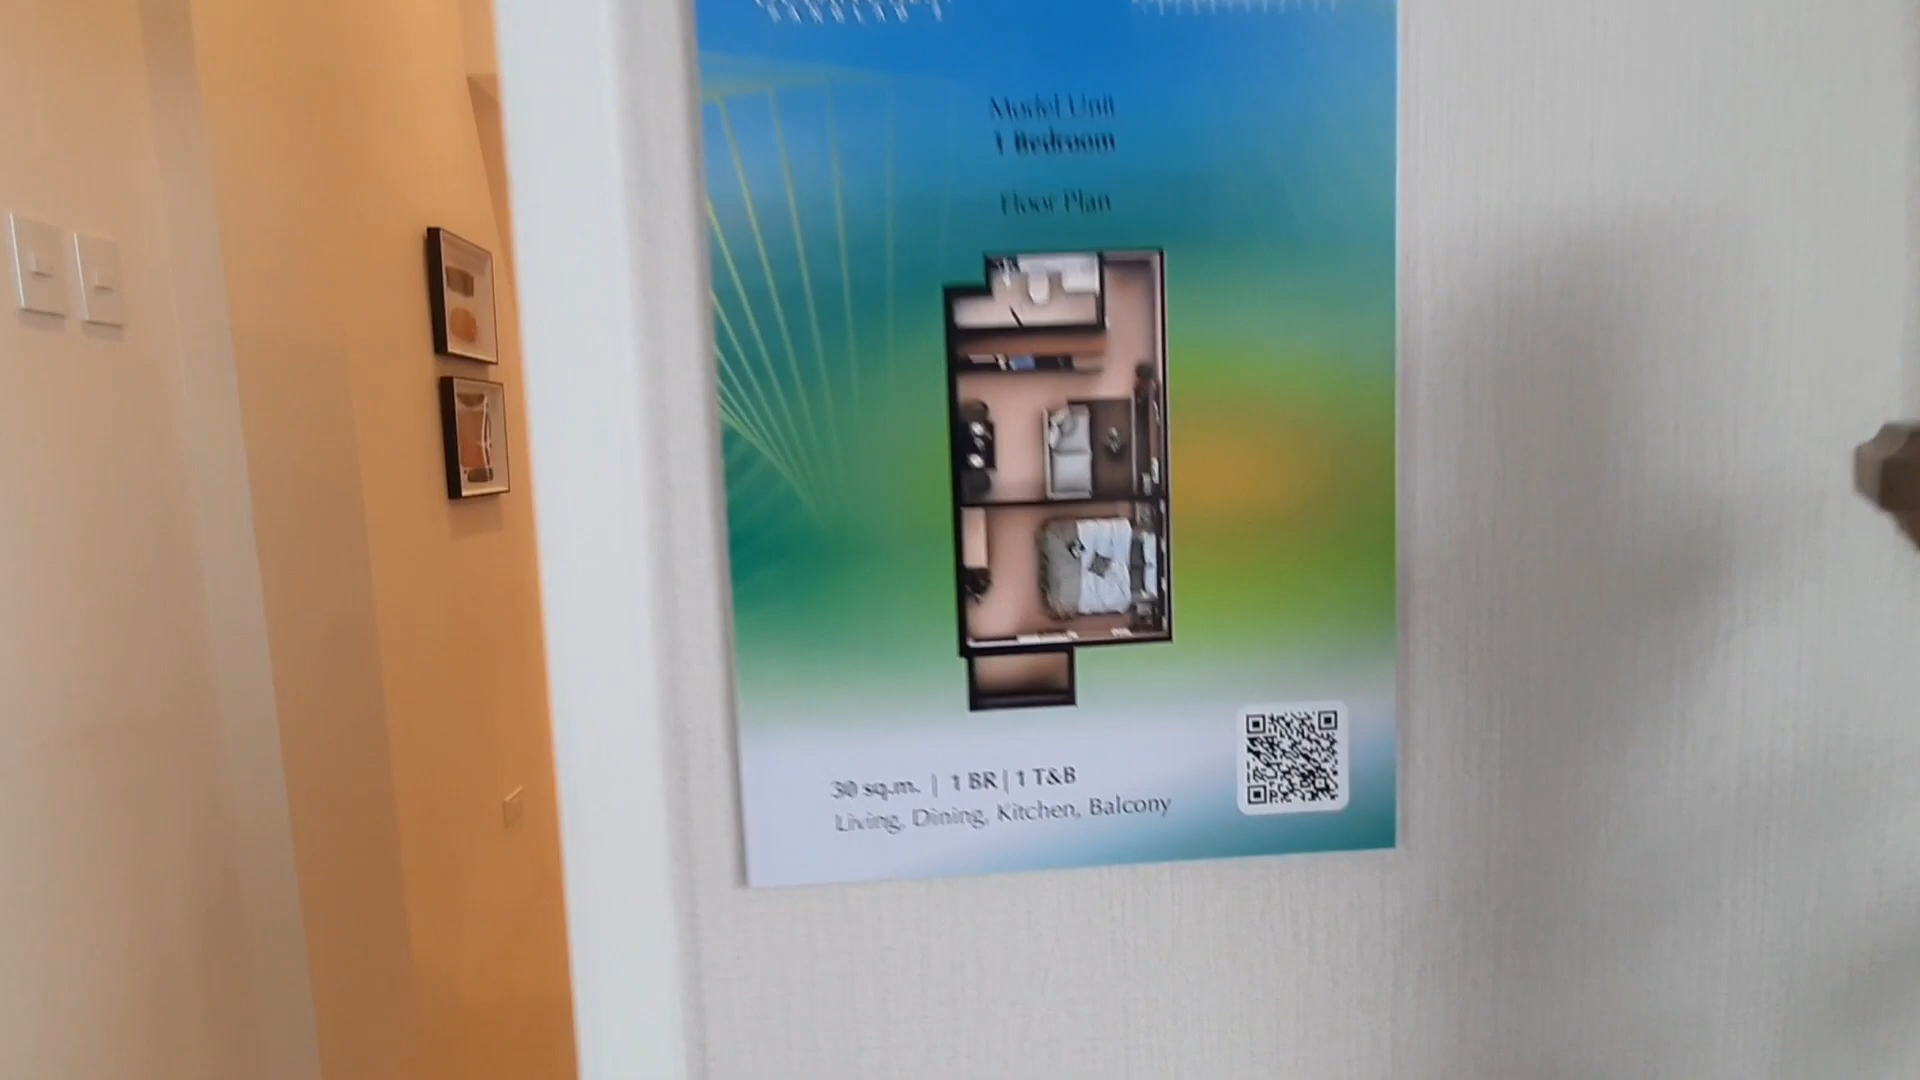 Model Unit
1 Bedroom
Floor Plan
30 sq.m. | 1 BR | 1 T&B
Living, Dining, Kitchen, Balcony